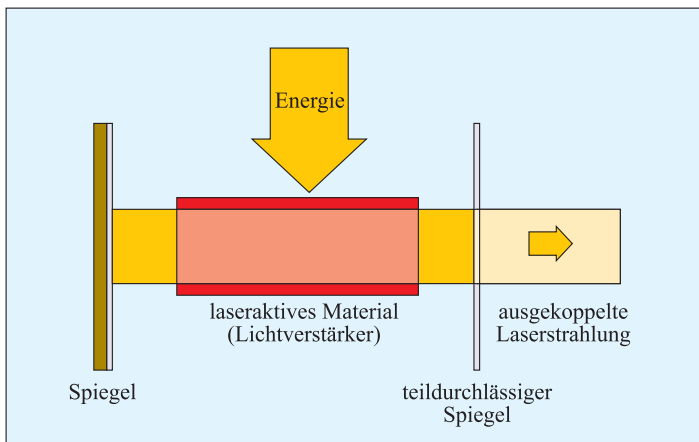 Energie
laseraktives Material
(Lichtverstärker)
ausgekoppelte
Laserstrahlung
Spiegel
teildurchlässiger
Spiegel